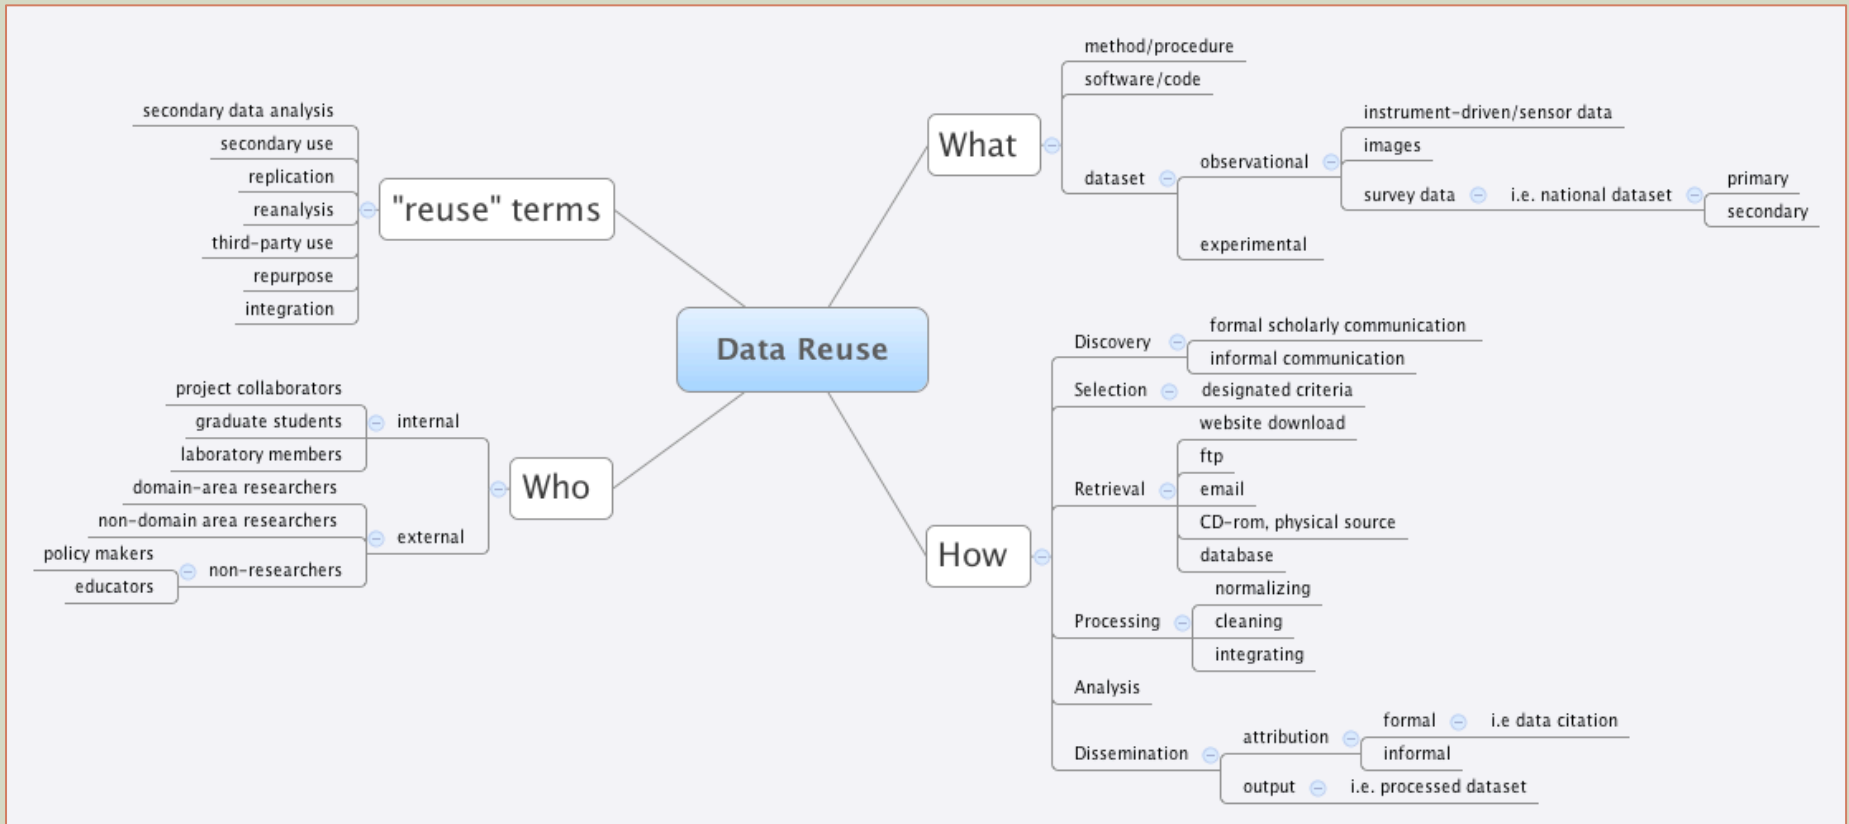 Data Reuse
"reuse" terms
secondary data analysis
secondary use
replication
reanalysis
third-party use
repurpose
integration
Who
internal
project collaborators
graduate students
laboratory members
external
domain-area researchers
non-domain area researchers
non-researchers
policy makers
educators
What
method/procedure
software/code
dataset
observational
instrument-driven/sensor data
images
survey data
i.e. national dataset
primary
secondary
experimental
How
Discovery
formal scholarly communication
informal communication
Selection
designated criteria
Retrieval
website download
ftp
email
CD-rom, physical source
database
Processing
normalizing
cleaning
integrating
Analysis
Dissemination
attribution
formal
i.e data citation
informal
output
i.e. processed dataset